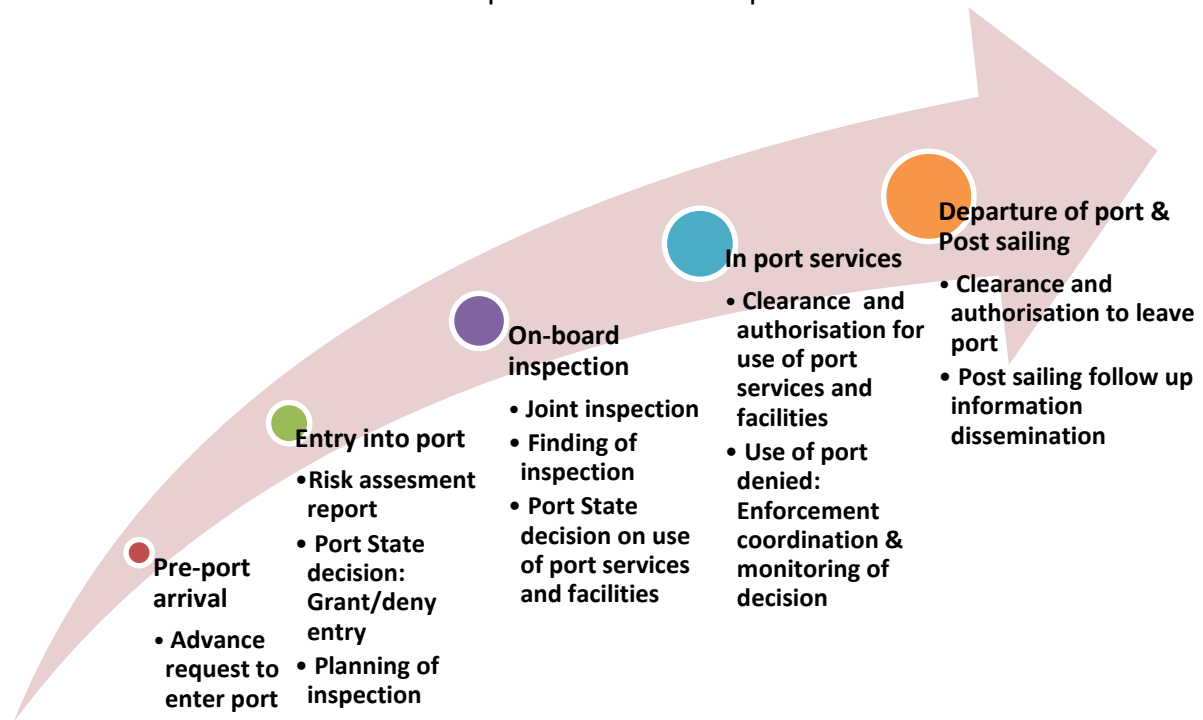 Pre-port
arrival
• Advance
request to
enter port
Entry into port
•Risk assesment
report
• Port State
decision:
Grant/deny
entry
• Planning of
inspection
On-board
inspection
• Joint inspection
• Finding of
inspection
• Port State
decision on use
of port services
and facilities
In port services
• Clearance and
authorisation for
use of port
services and
facilities
• Use of port
denied:
Enforcement
coordination &
monitoring of
decision
Departure of port &
Post sailing
• Clearance and
authorisation to leave
port
• Post sailing follow up
information
dissemination